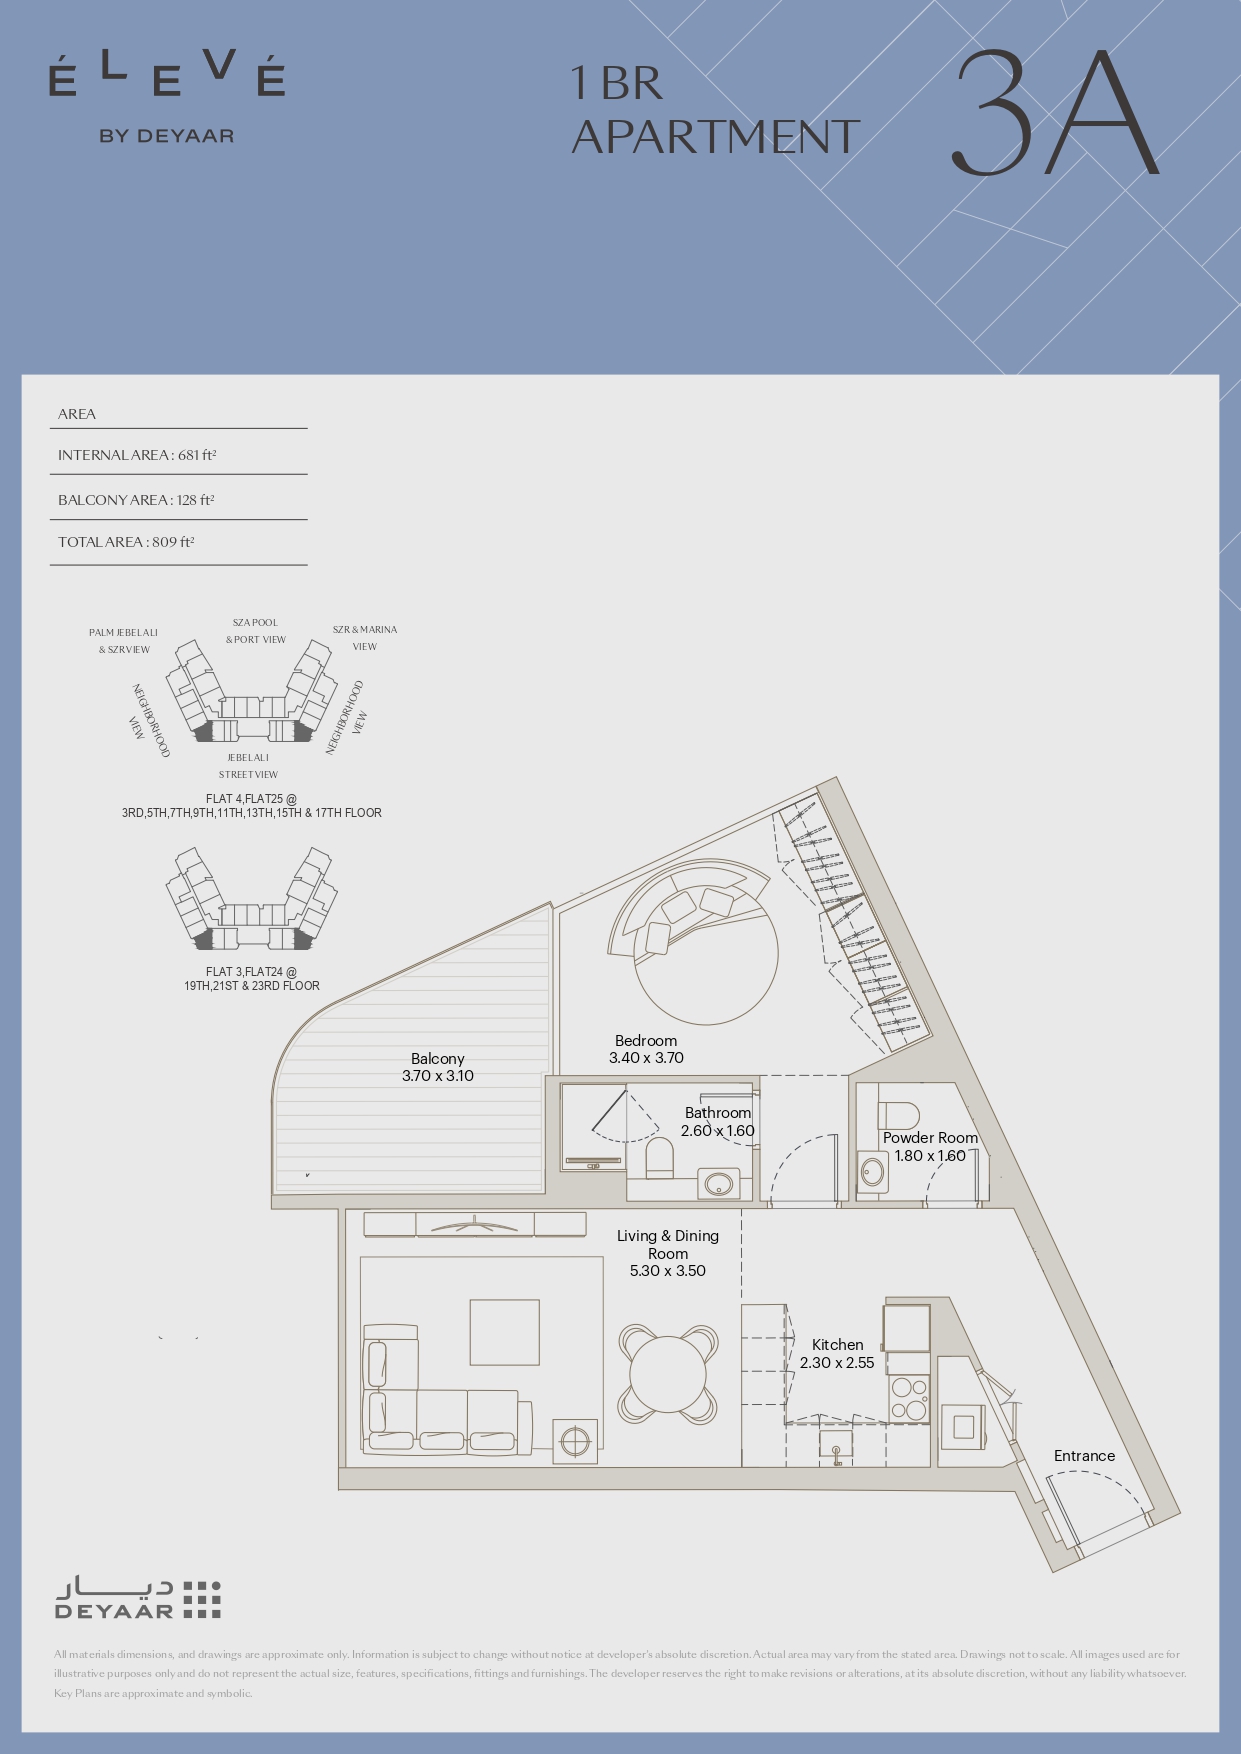 ÉLEVÉ
BY DEYAAR
1 BR
APARTMENT
3A
AREA
INTERNAL AREA : 681 ft²
BALCONY AREA : 128 ft²
TOTAL AREA : 809 ft²
PALM JEBEL ALI
& SZR VIEW
SZA POOL
& PORT VIEW
SZR & MARINA
VIEW
NEIGHBORHOOD
VIEW
NEIGHBORHOOD
VIEW
JEBEL ALI
STREET VIEW
FLAT 4,FLAT25 @
3RD,5TH,7TH,9TH,11TH,13TH,15TH & 17TH FLOOR
FLAT 3,FLAT24 @
19TH,21ST & 23RD FLOOR
Balcony
3.70 x 3.10
Bedroom
3.40 x 3.70
Bathroom
2.60 x 1.60
Powder Room
1.80 x 1.60
Living & Dining
Room
5.30 x 3.50
Kitchen
2.30 x 2.55
Entrance
ديار
DEYAAR
All materials dimensions, and drawings are approximate only. Information is subject to change without notice at developer's absolute discretion. Actual area may vary from the stated area. Drawings not to scale. All images used are for
illustrative purposes only and do not represent the actual size, features, specifications, fittings and furnishings. The developer reserves the right to make revisions or alterations, at its absolute discretion, without any liability whatsoever.
Key Plans are approximate and symbolic.